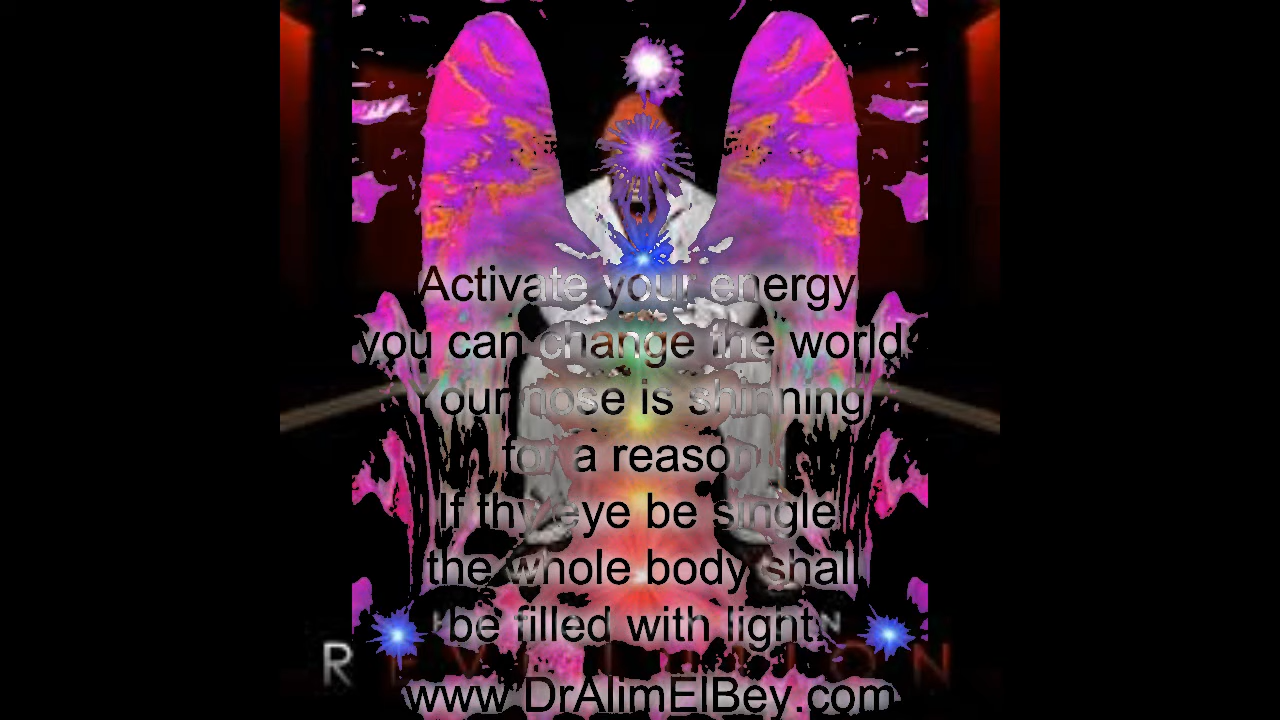 Activate your energy
you can change the world.
Your nose is shinning
for a reason
If thy eye be single
the whole body shall
be filled with light.
REVOLUTION
www DrAlimElBey.com